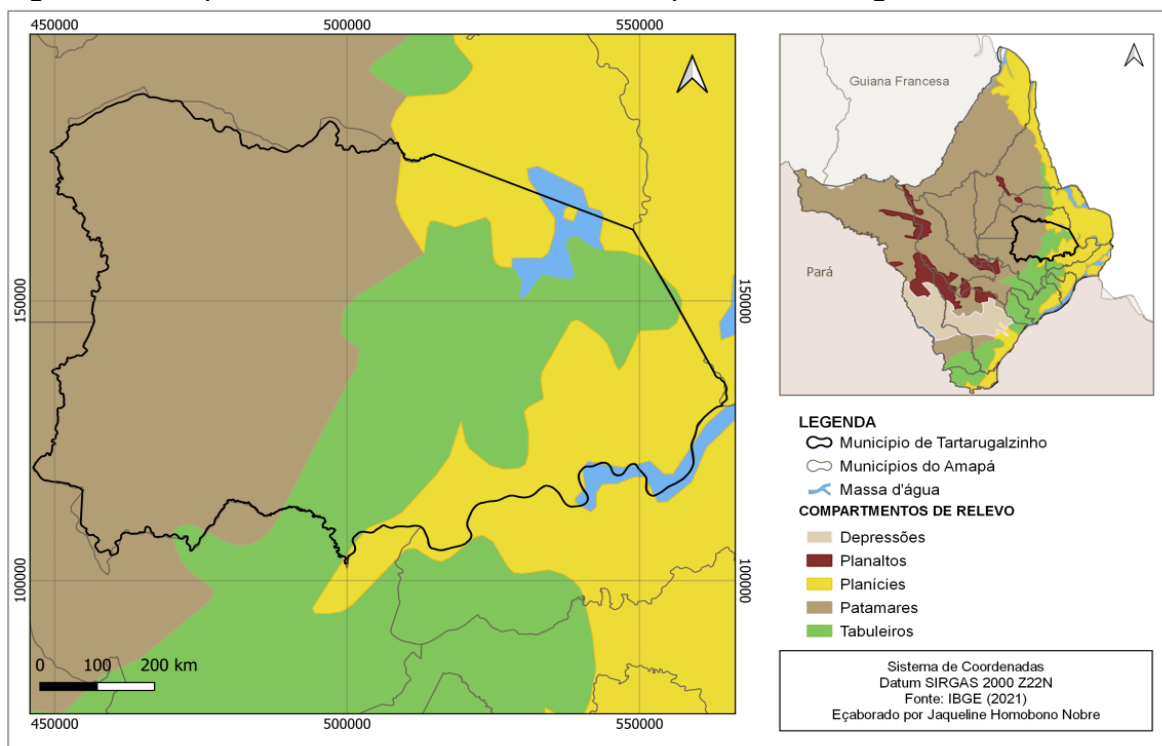 450000
500000
550000
150000
150000
100000
100000
0 100 200 km
450000
500000
550000
Guiana Francesa
Pará
LEGENDA
Município de Tartarugalzinho
Municípios do Amapá
Massa d'água
COMPARTMENTOS DE RELEVO
Depressões
Planaltos
Planícies
Patamares
Tabuleiros
Sistema de Coordenadas
Datum SIRGAS 2000 Z22N
Fonte: IBGE (2021)
Eçaborado por Jaqueline Homobono Nobre